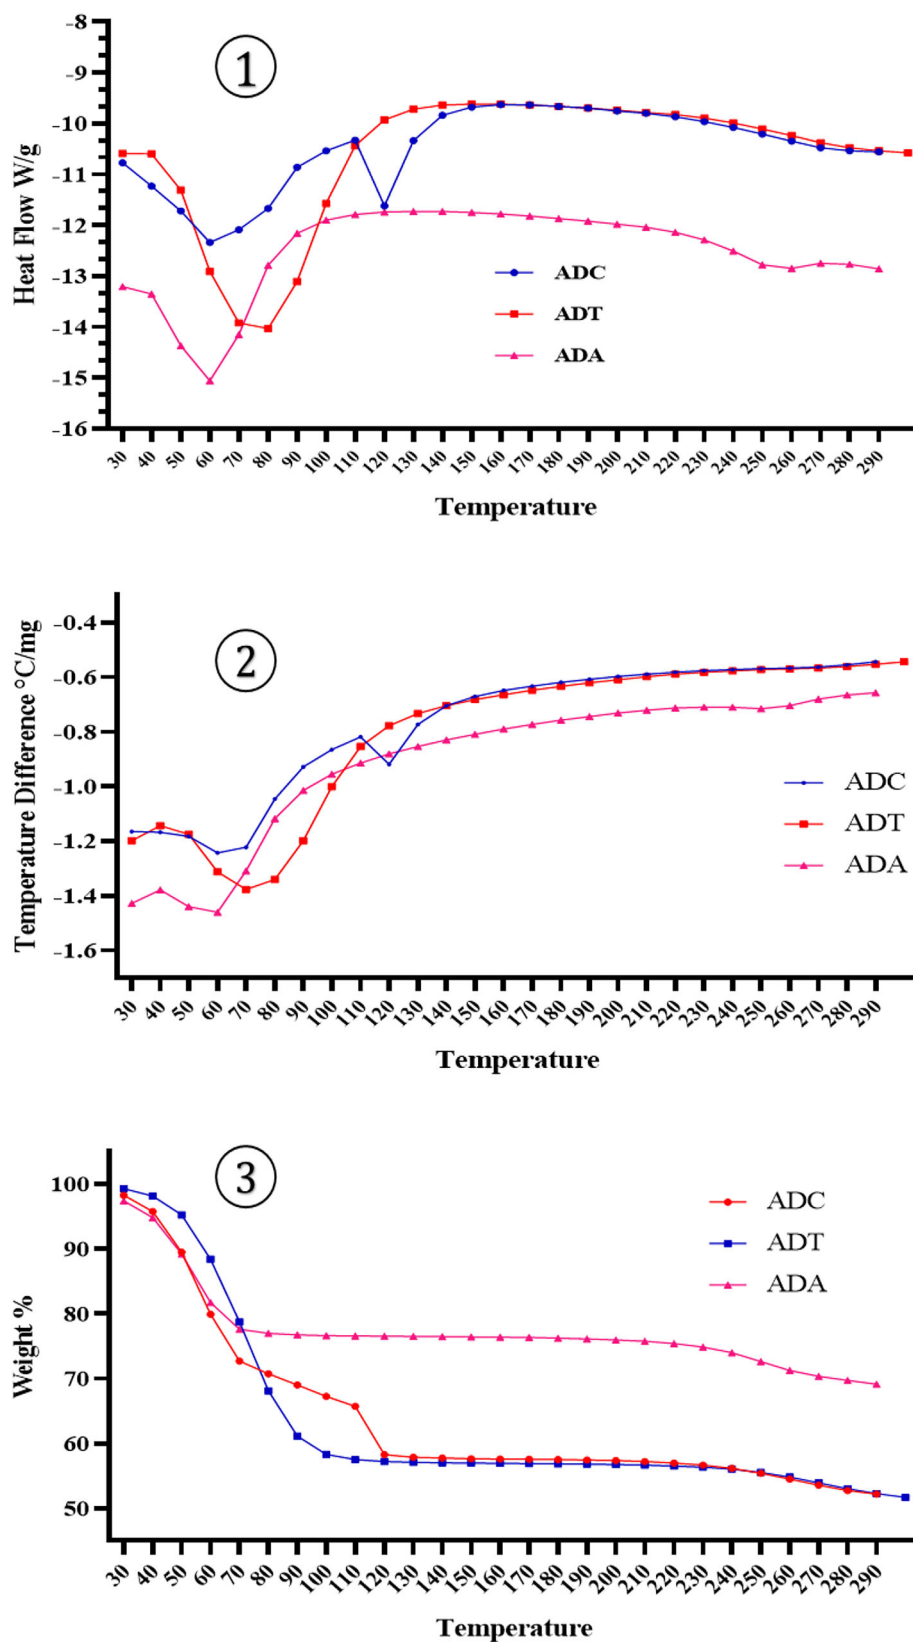 1
-8
-9
-10
-11
-12
-13
-14
-15
-16
Heat Flow W/g
ADC
ADT
ADA
30 40 50 60 70 80 90 100 110 120 130 140 150 160 170 180 190 200 210 220 230 240 250 260 270 280 290
Temperature
2
-0.4
-0.6
-0.8
-1.0
-1.2
-1.4
-1.6
Temperature Difference °C/mg
ADC
ADT
ADA
30 40 50 60 70 80 90 100 110 120 130 140 150 160 170 180 190 200 210 220 230 240 250 260 270 280 290
Temperature
3
100
90
80
70
60
50
Weight %
ADC
ADT
ADA
30 40 50 60 70 80 90 100 110 120 130 140 150 160 170 180 190 200 210 220 230 240 250 260 270 280 290
Temperature